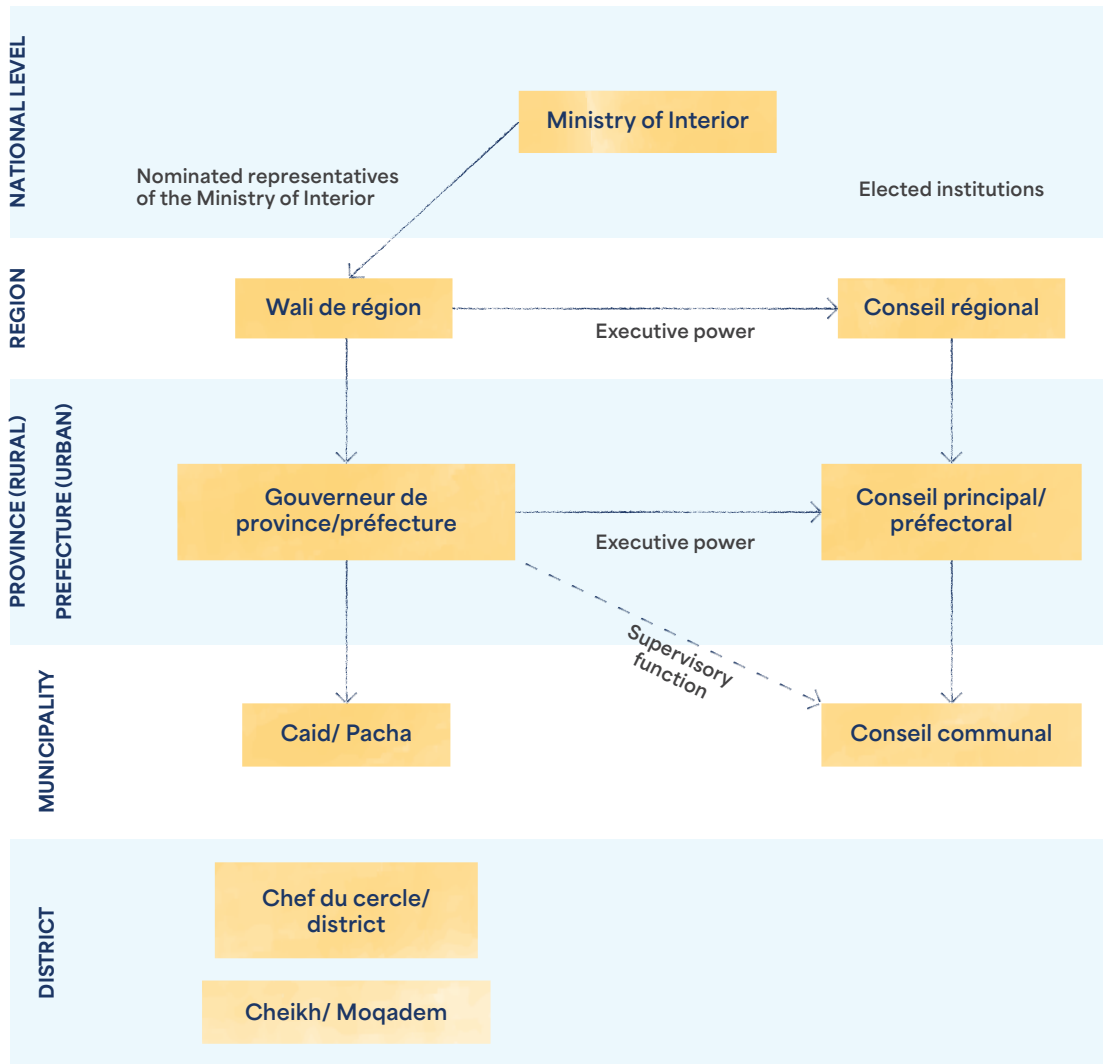 NATIONAL LEVEL
Ministry of Interior
Nominated representatives
of the Ministry of Interior
Elected institutions
REGION
Wali de région
Executive power
Conseil régional
PROVINCE (RURAL)
PREFECTURE (URBAN)
Gouverneur de
province/préfecture
Executive power
Conseil principal/
préfectoral
Supervisory
function
MUNICIPALITY
Caid/ Pacha
Conseil communal
DISTRICT
Chef du cercle/
district
Cheikh/ Moqadem